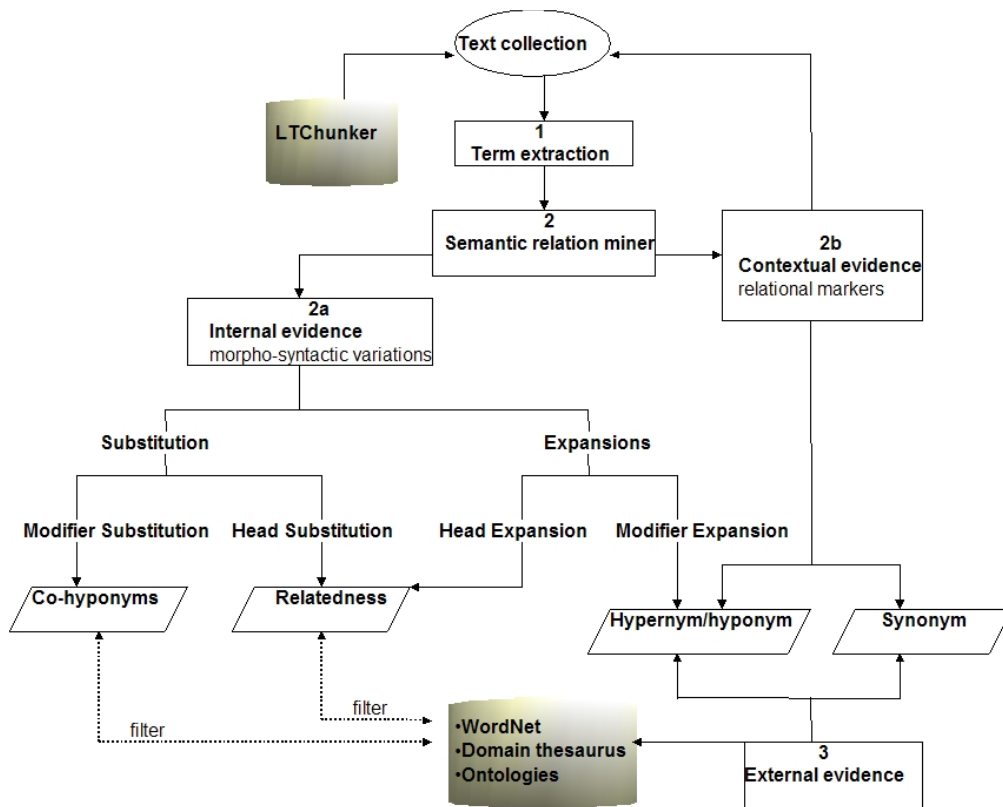 Text collection
LTChunker
1
Term extraction
2
Semantic relation miner
2b
Contextual evidence
relational markers
2a
Internal evidence
morpho-syntactic variations
Substitution
Expansions
Modifier Substitution
Head Substitution
Head Expansion
Modifier Expansion
Co-hyponyms
Relatedness
Hypernym/hyponym
Synonym
filter
filter
•WordNet
•Domain thesaurus
•Ontologies
3
External evidence